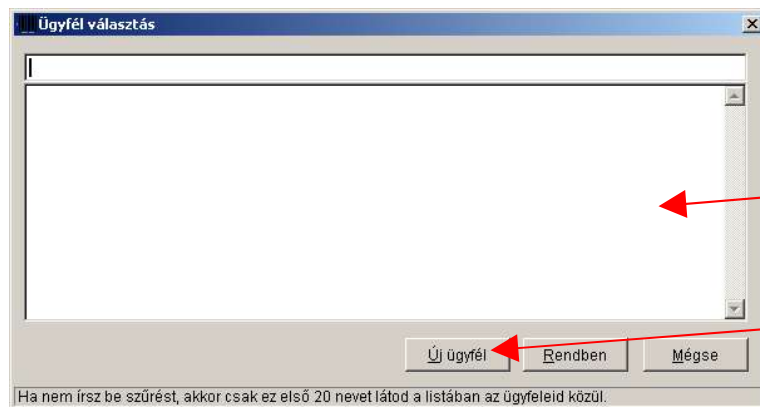 Ügyfél választás
Új ügyfél Rendben Mégse
Ha nem írsz be szűrést, akkor csak ez első 20 nevet látod a listában az ügyfeleid közül.